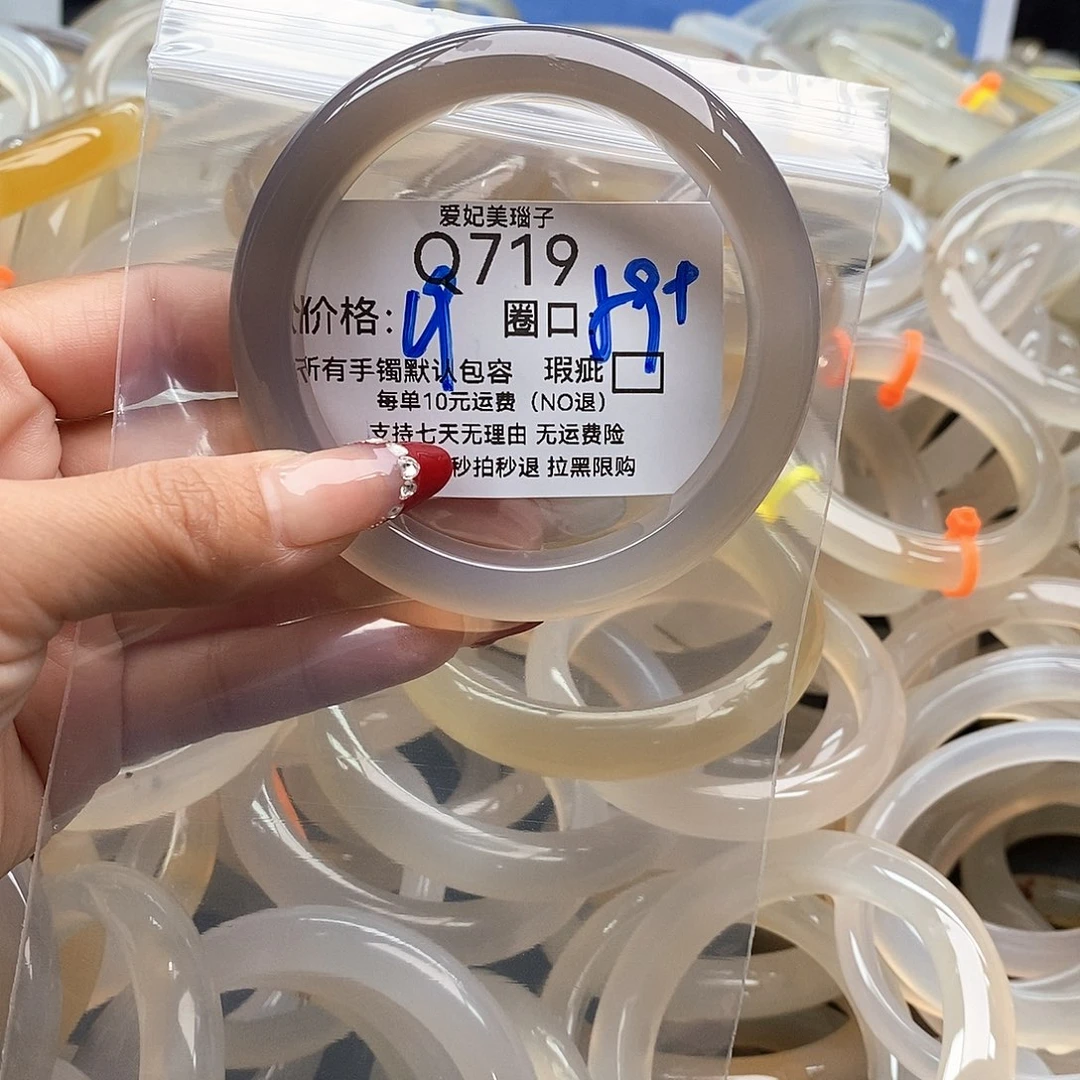 爱妃美瑙子
Q719
价格: 圈口:
所有手镯默认包容 瑕疵
每单10元运费（NO退）
支持七天无理由 无运费险
秒拍秒退 拉黑限购